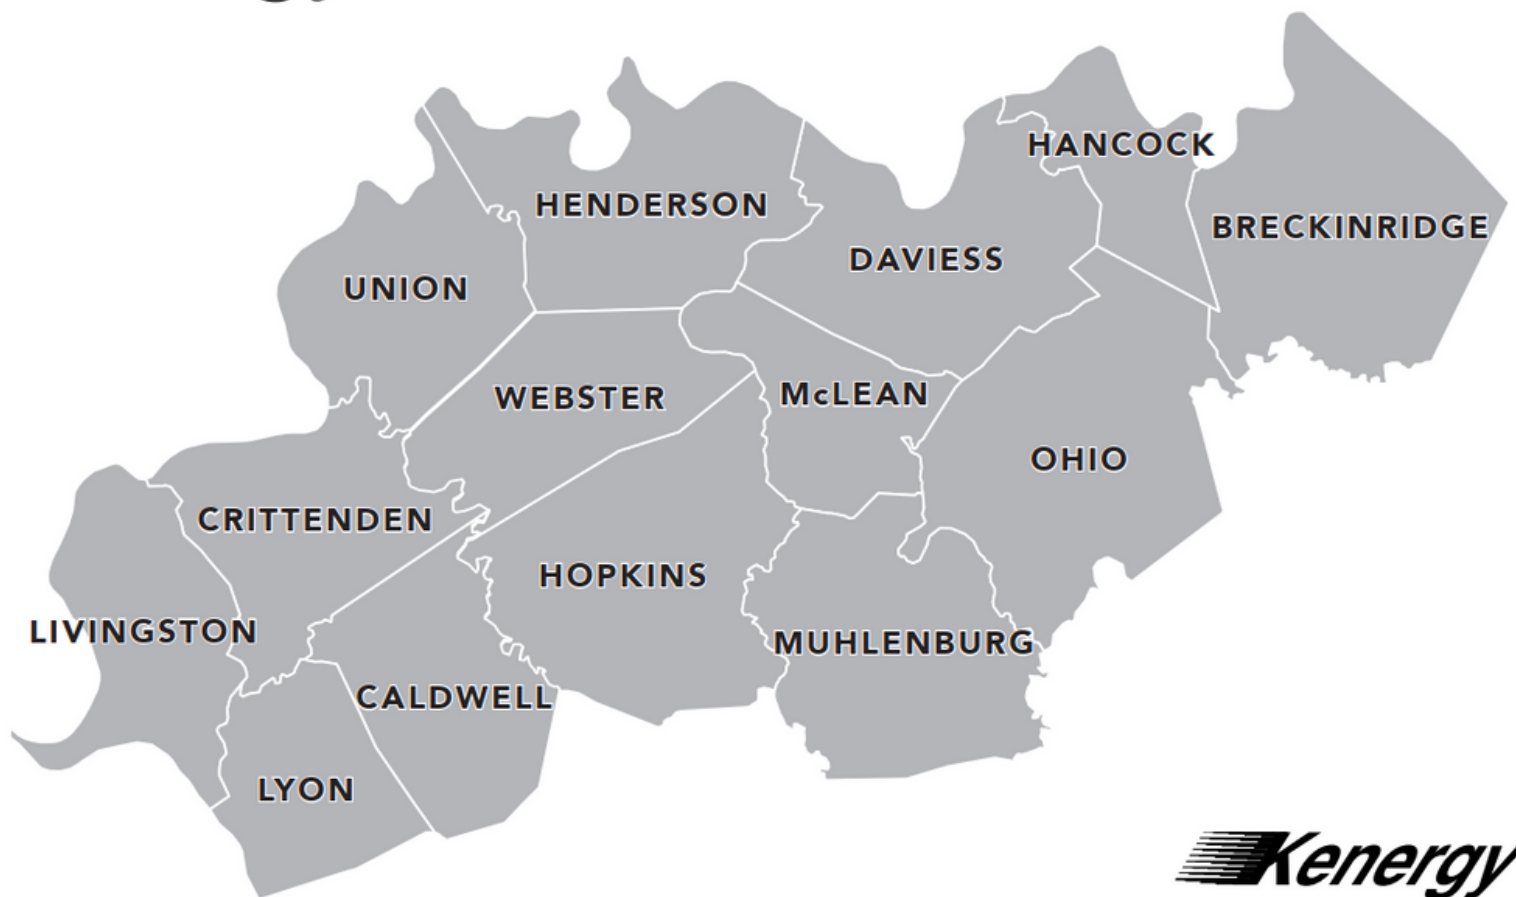 HANCOCK
HENDERSON
BRECKINRIDGE
DAVIESS
UNION
McLEAN
WEBSTER
OHIO
CRITTENDEN
HOPKINS
LIVINGSTON
MUHLENBURG
CALDWELL
LYON
Kenergy